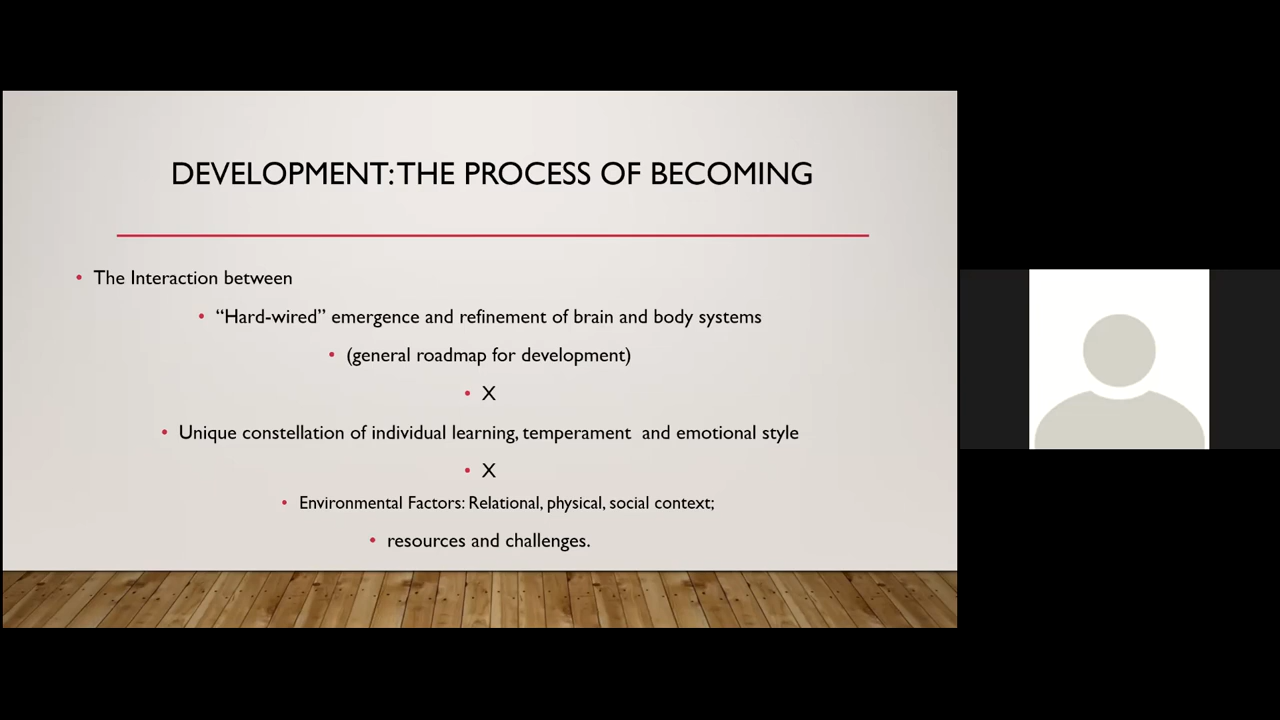 DEVELOPMENT: THE PROCESS OF BECOMING
• The Interaction between
• “Hard-wired” emergence and refinement of brain and body systems
• (general roadmap for development)
• X
• Unique constellation of individual learning, temperament and emotional style
• X
• Environmental Factors: Relational, physical, social context;
• resources and challenges.